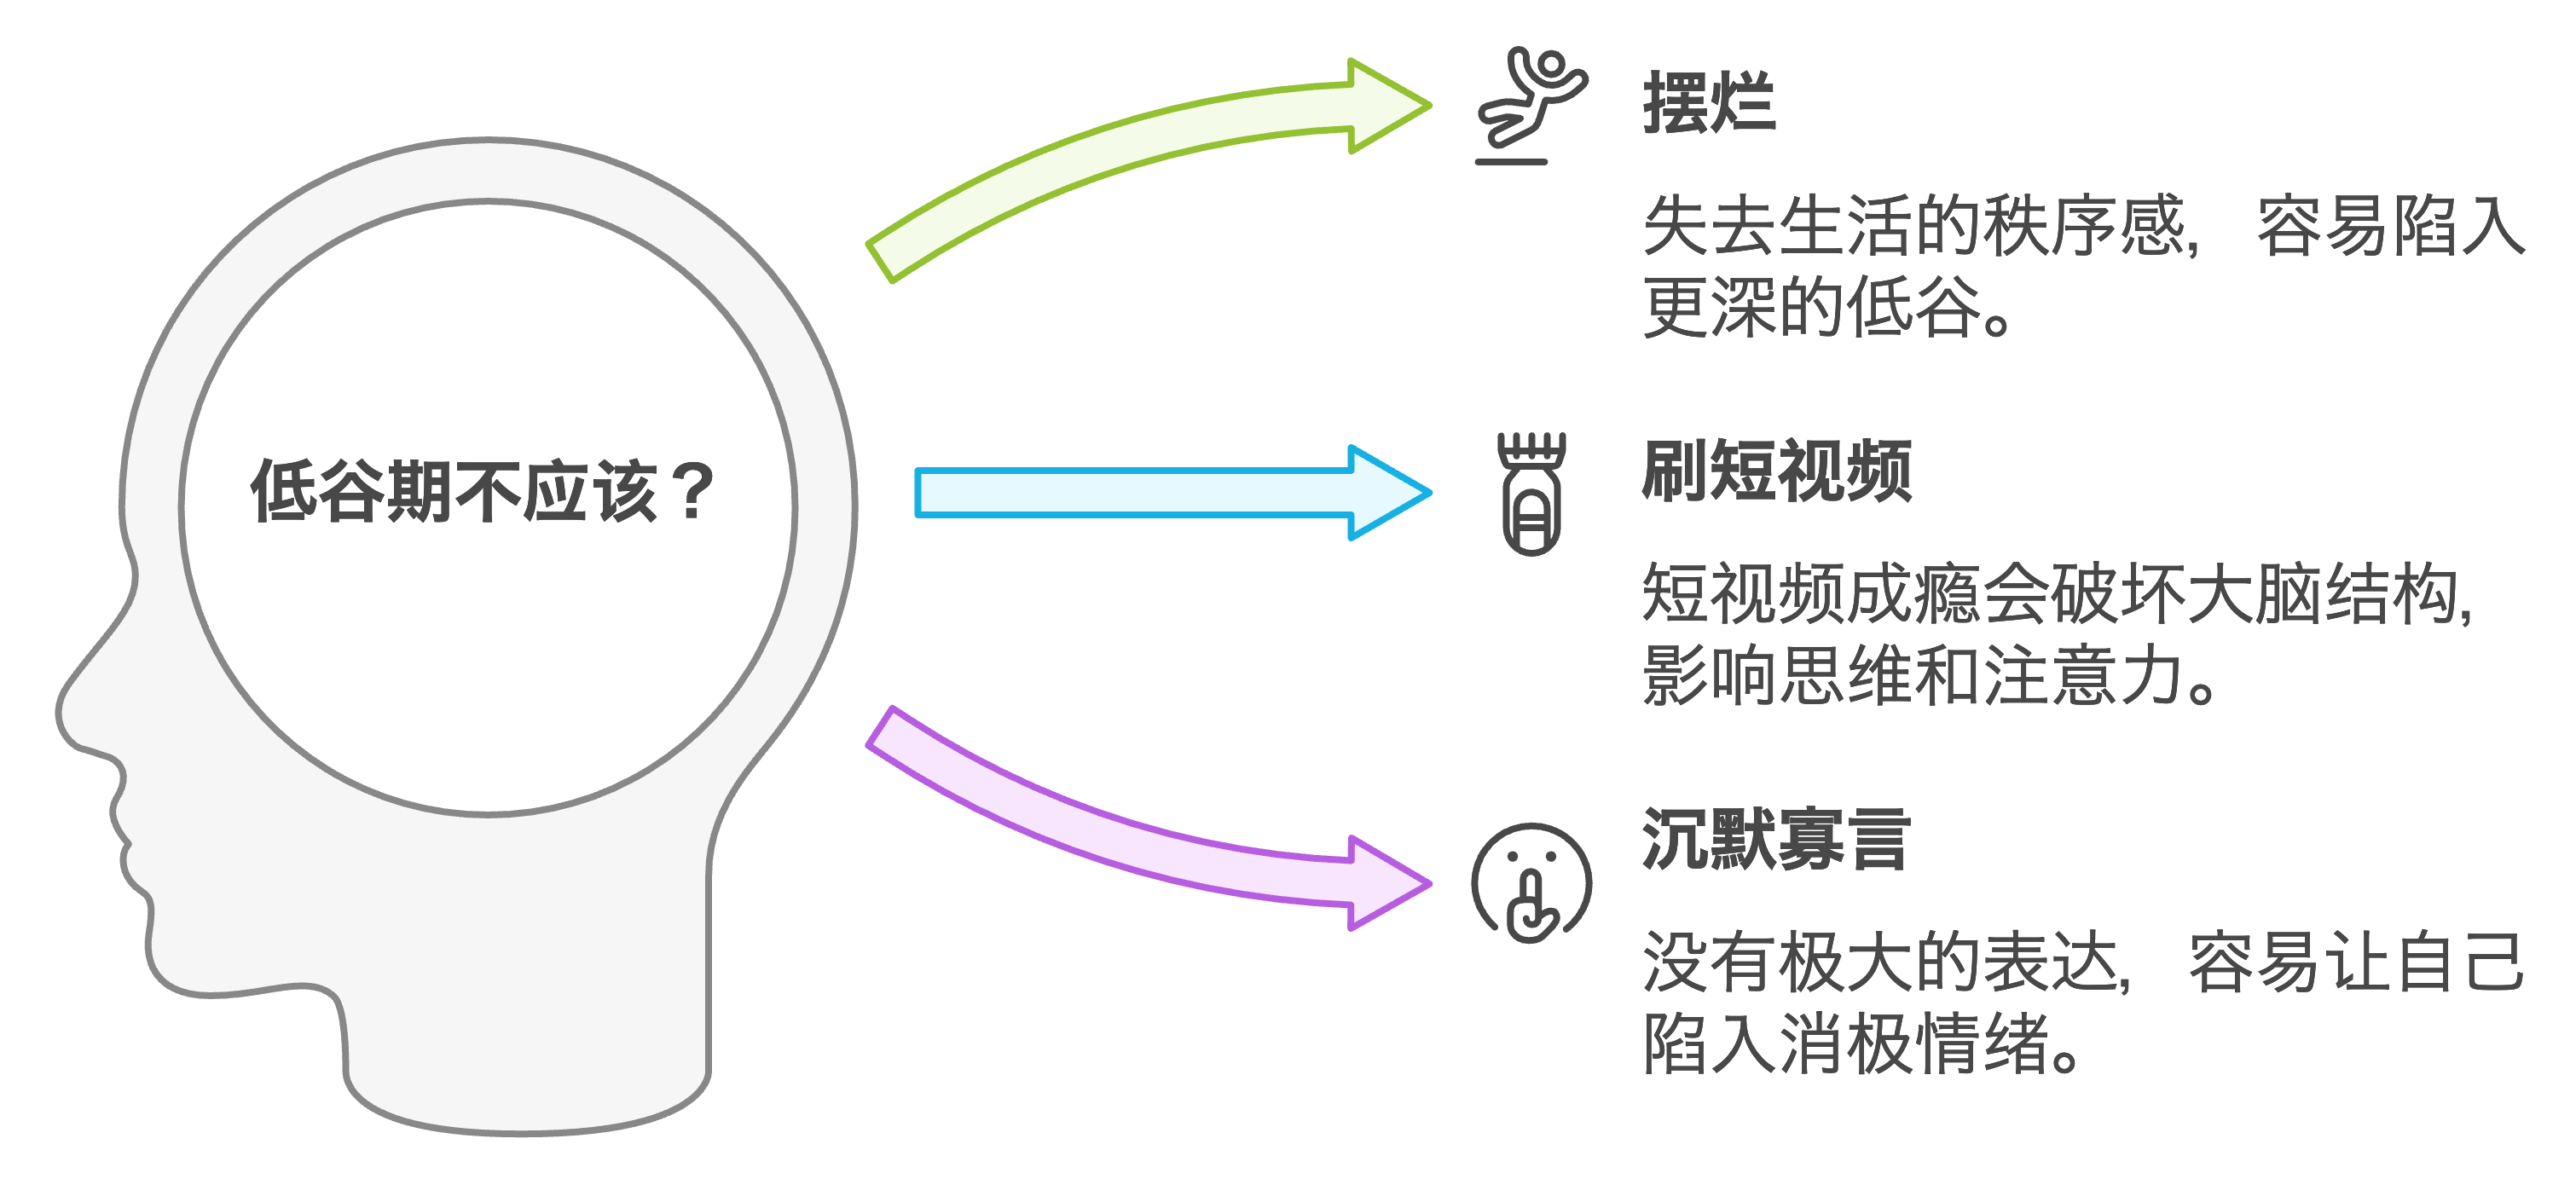 低谷期不应该？
摆烂
失去生活的秩序感，容易陷入
更深的低谷。
刷短视频
短视频成瘾会破坏大脑结构，
影响思维和注意力。
沉默寡言
没有极大的表达，容易让自己
陷入消极情绪。